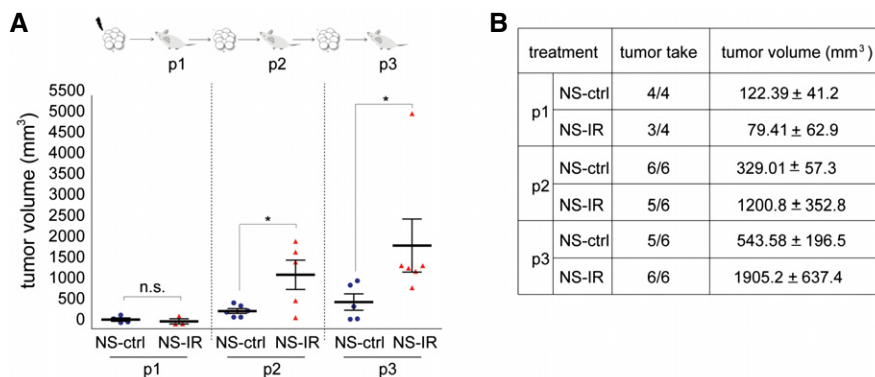 A
p1 p2 p3
tumor volume (mm³)
5500
5000
4500
4000
3500
3000
2500
2000
1500
1000
500
0
n.s.
*
*
NS-ctrl NS-IR NS-ctrl NS-IR NS-ctrl NS-IR
p1 p2 p3
B
treatment tumor take tumor volume (mm³)
p1
NS-ctrl 4/4 122.39 ± 41.2
NS-IR 3/4 79.41 ± 62.9
p2
NS-ctrl 6/6 329.01 ± 57.3
NS-IR 5/6 1200.8 ± 352.8
p3
NS-ctrl 5/6 543.58 ± 196.5
NS-IR 6/6 1905.2 ± 637.4